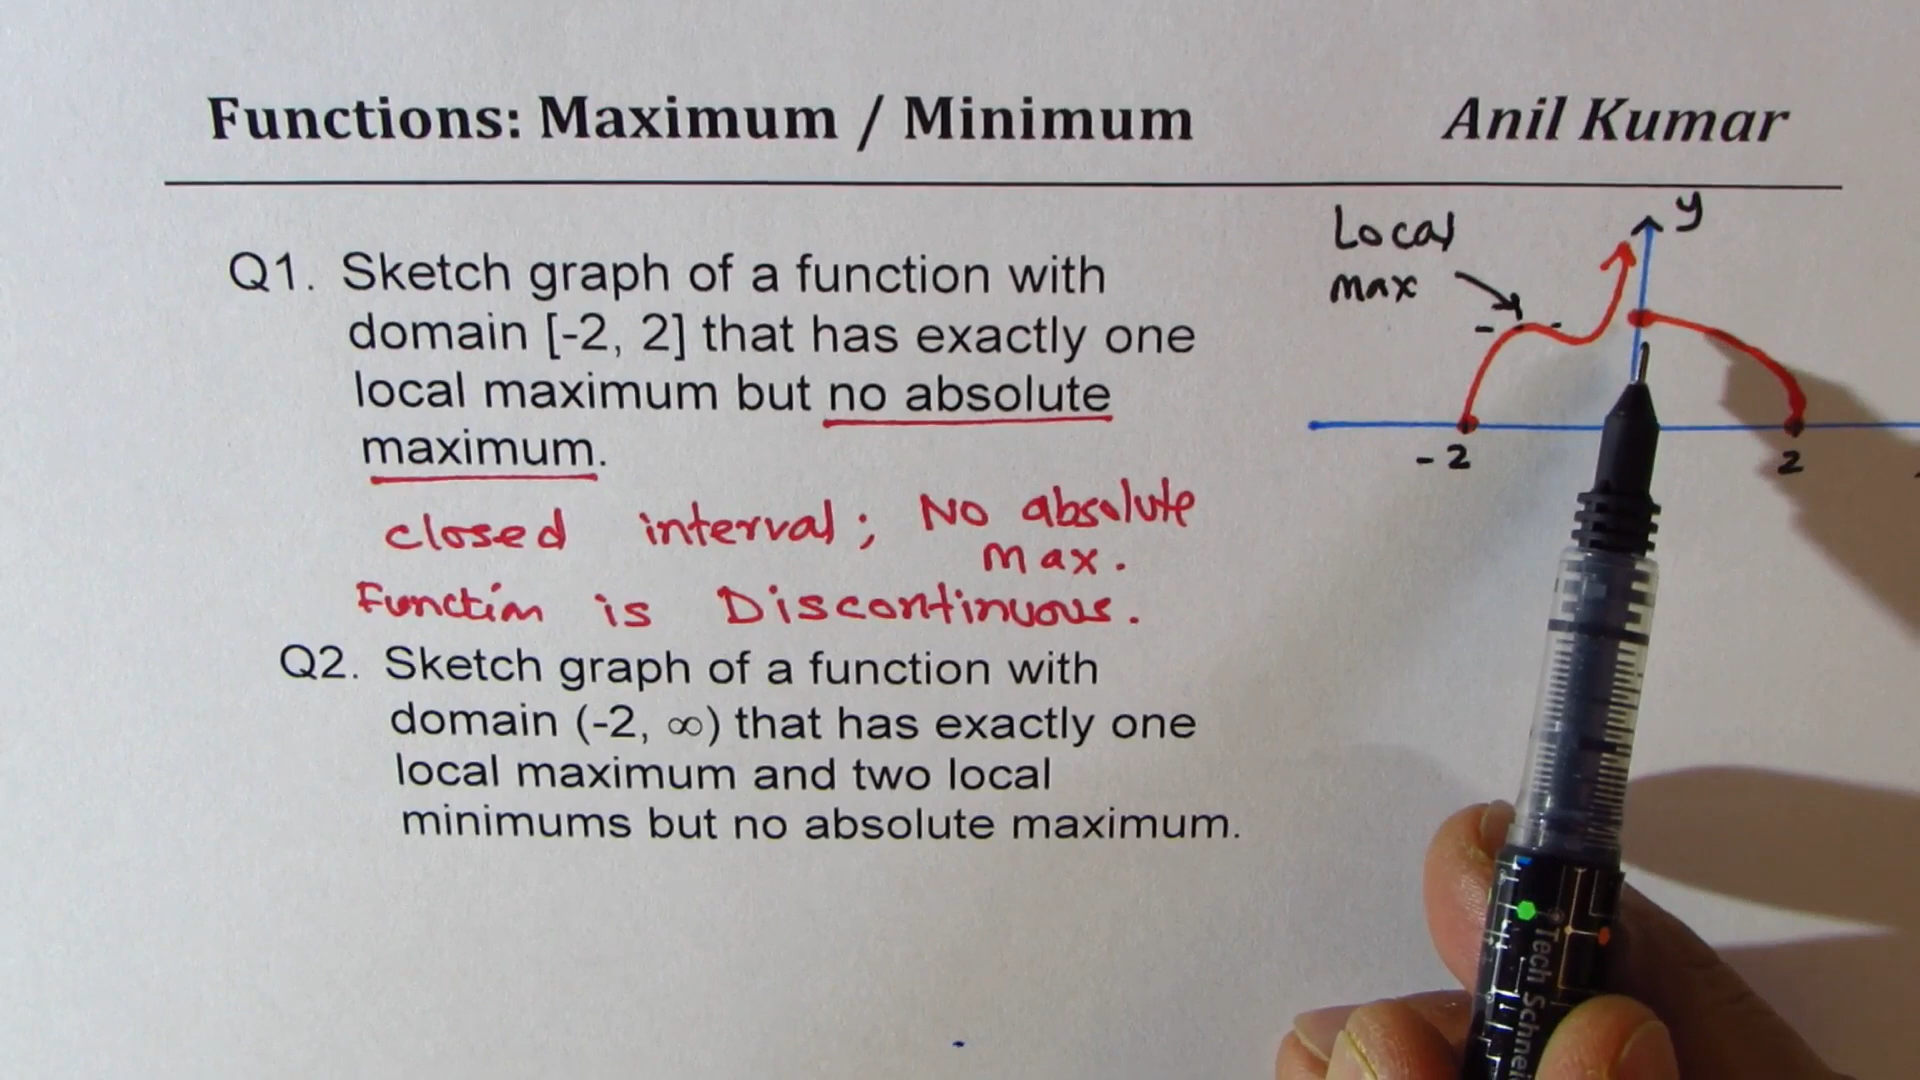 Functions: Maximum / Minimum
Anil Kumar
Q1. Sketch graph of a function with
domain [-2, 2] that has exactly one
local maximum but no absolute
maximum.
closed interval; No absolute
max.
Function is Discontinuous.
Q2. Sketch graph of a function with
domain (-2, ∞) that has exactly one
local maximum and two local
minimums but no absolute maximum.
Local
max
y
-2
2
Tech Schnei